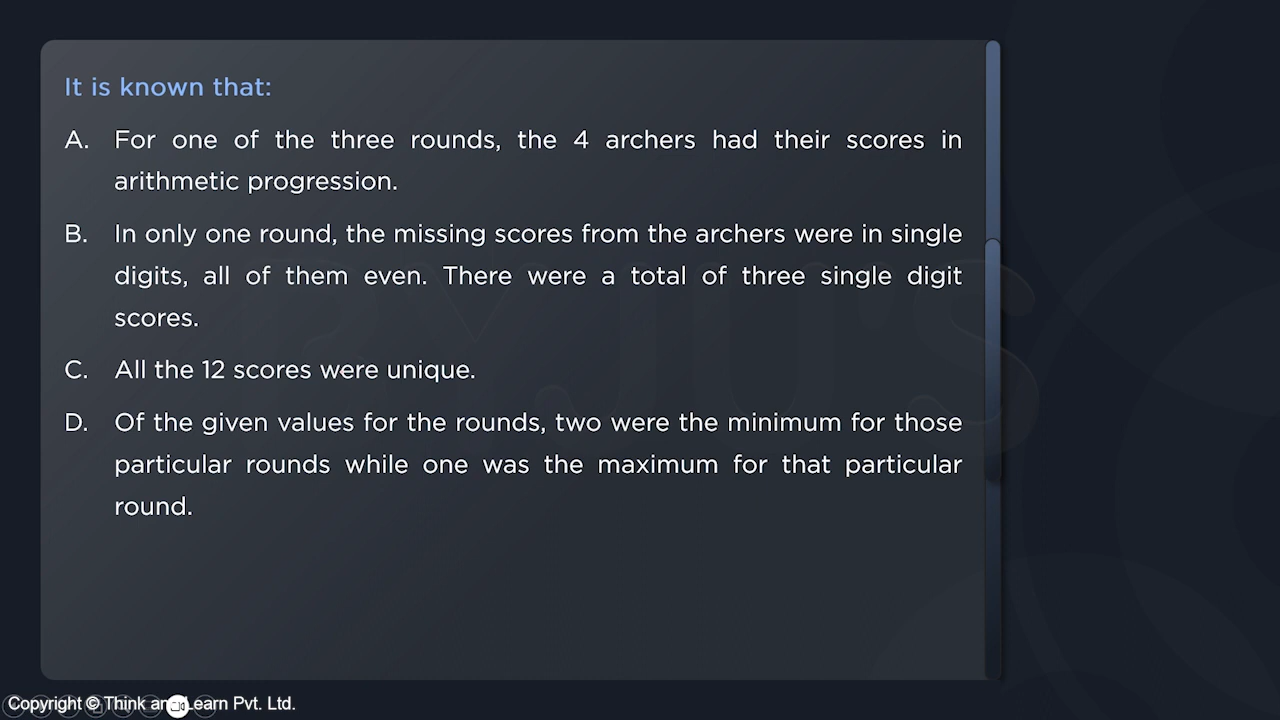 It is known that:
A. For one of the three rounds, the 4 archers had their scores in
arithmetic progression.
B. In only one round, the missing scores from the archers were in single
digits, all of them even. There were a total of three single digit
scores.
C. All the 12 scores were unique.
D. Of the given values for the rounds, two were the minimum for those
particular rounds while one was the maximum for that particular
round.
BYJU'S
Copyright © Think and Learn Pvt. Ltd.